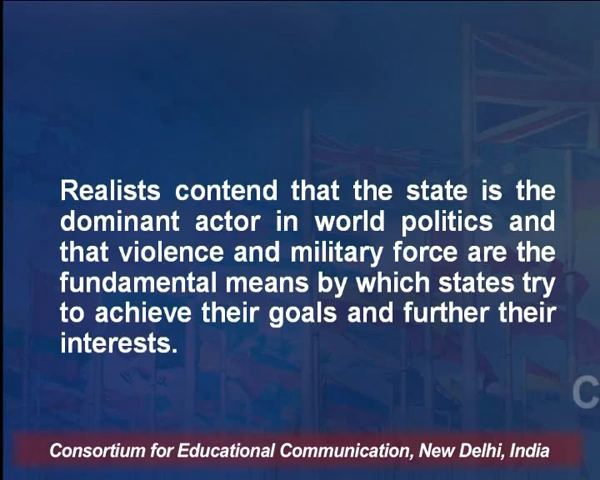 Realists contend that the state is the
dominant actor in world politics and
that violence and military force are the
fundamental means by which states try
to achieve their goals and further their
interests.
C
Consortium for Educational Communication, New Delhi, India